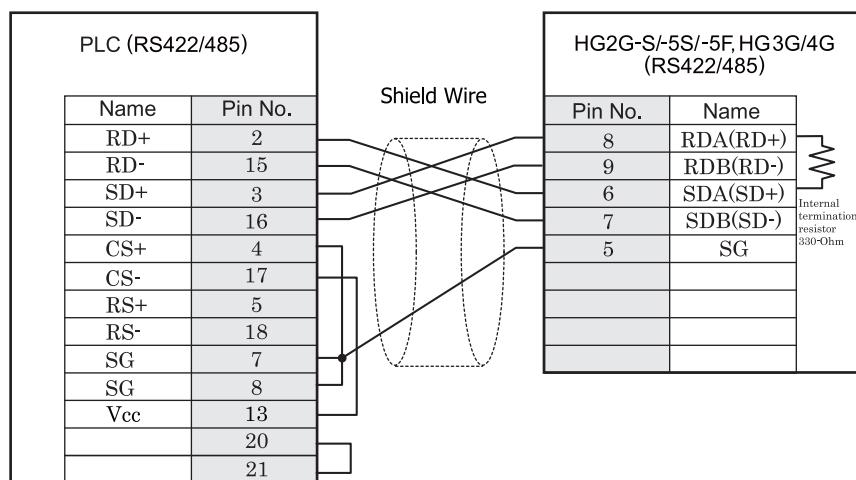 PLC (RS422/485)
Name Pin No.
RD+ 2
RD- 15
SD+ 3
SD- 16
CS+ 4
CS- 17
RS+ 5
RS- 18
SG 7
SG 8
Vcc 13
20
21
Shield Wire
HG2G-S/-5S/-5F, HG3G/4G
(RS422/485)
Pin No. Name
8 RDA(RD+)
9 RDB(RD-)
6 SDA(SD+)
7 SDB(SD-)
5 SG
Internal
termination
resistor
330-Ohm